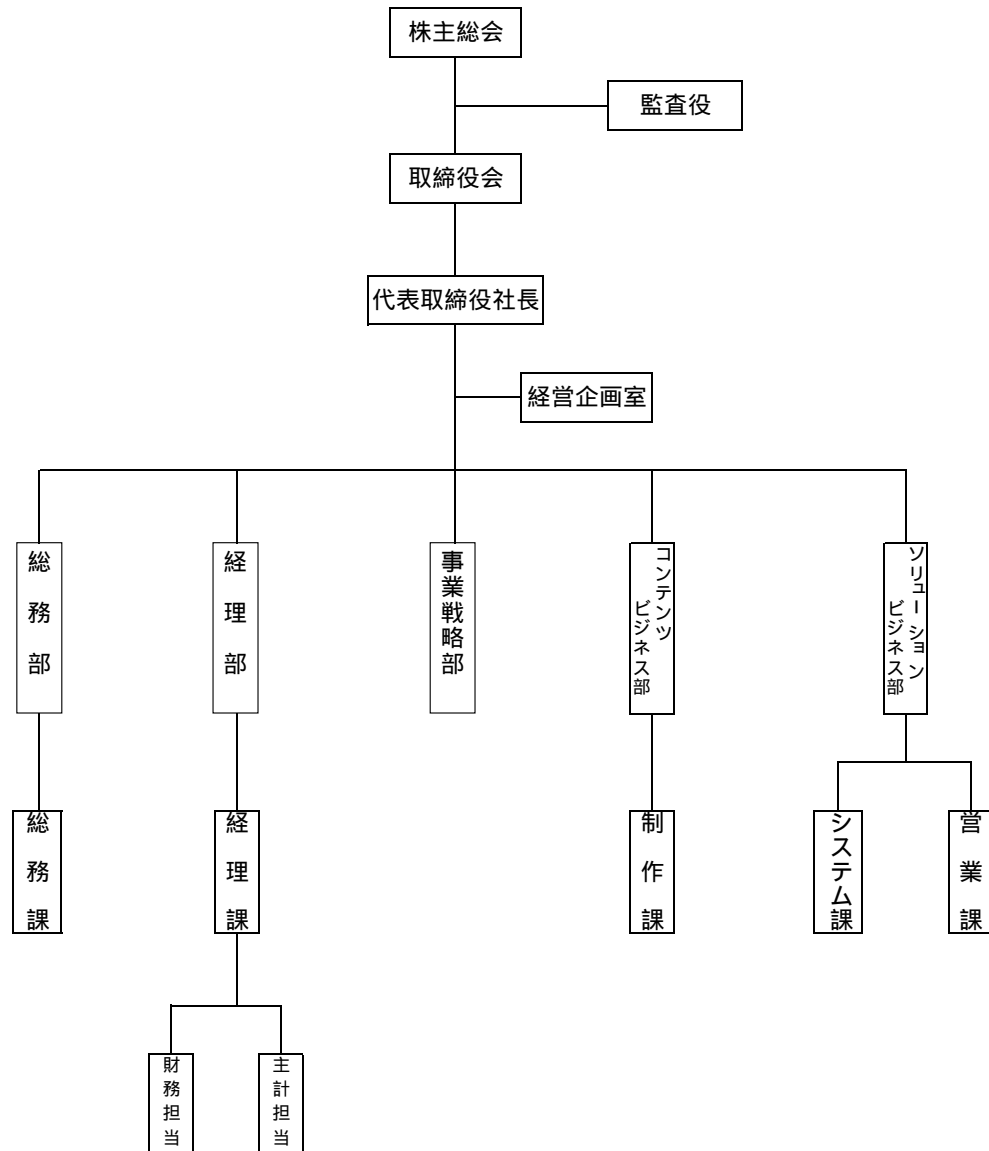 株主総会
監査役
取締役会
代表取締役社長
経営企画室
総務部
経理部
事業戦略部
コンテンツ
ビジネス部
ソリューション
ビジネス部
総務課
経理課
制作課
システム課
営業課
財務担当
主計担当